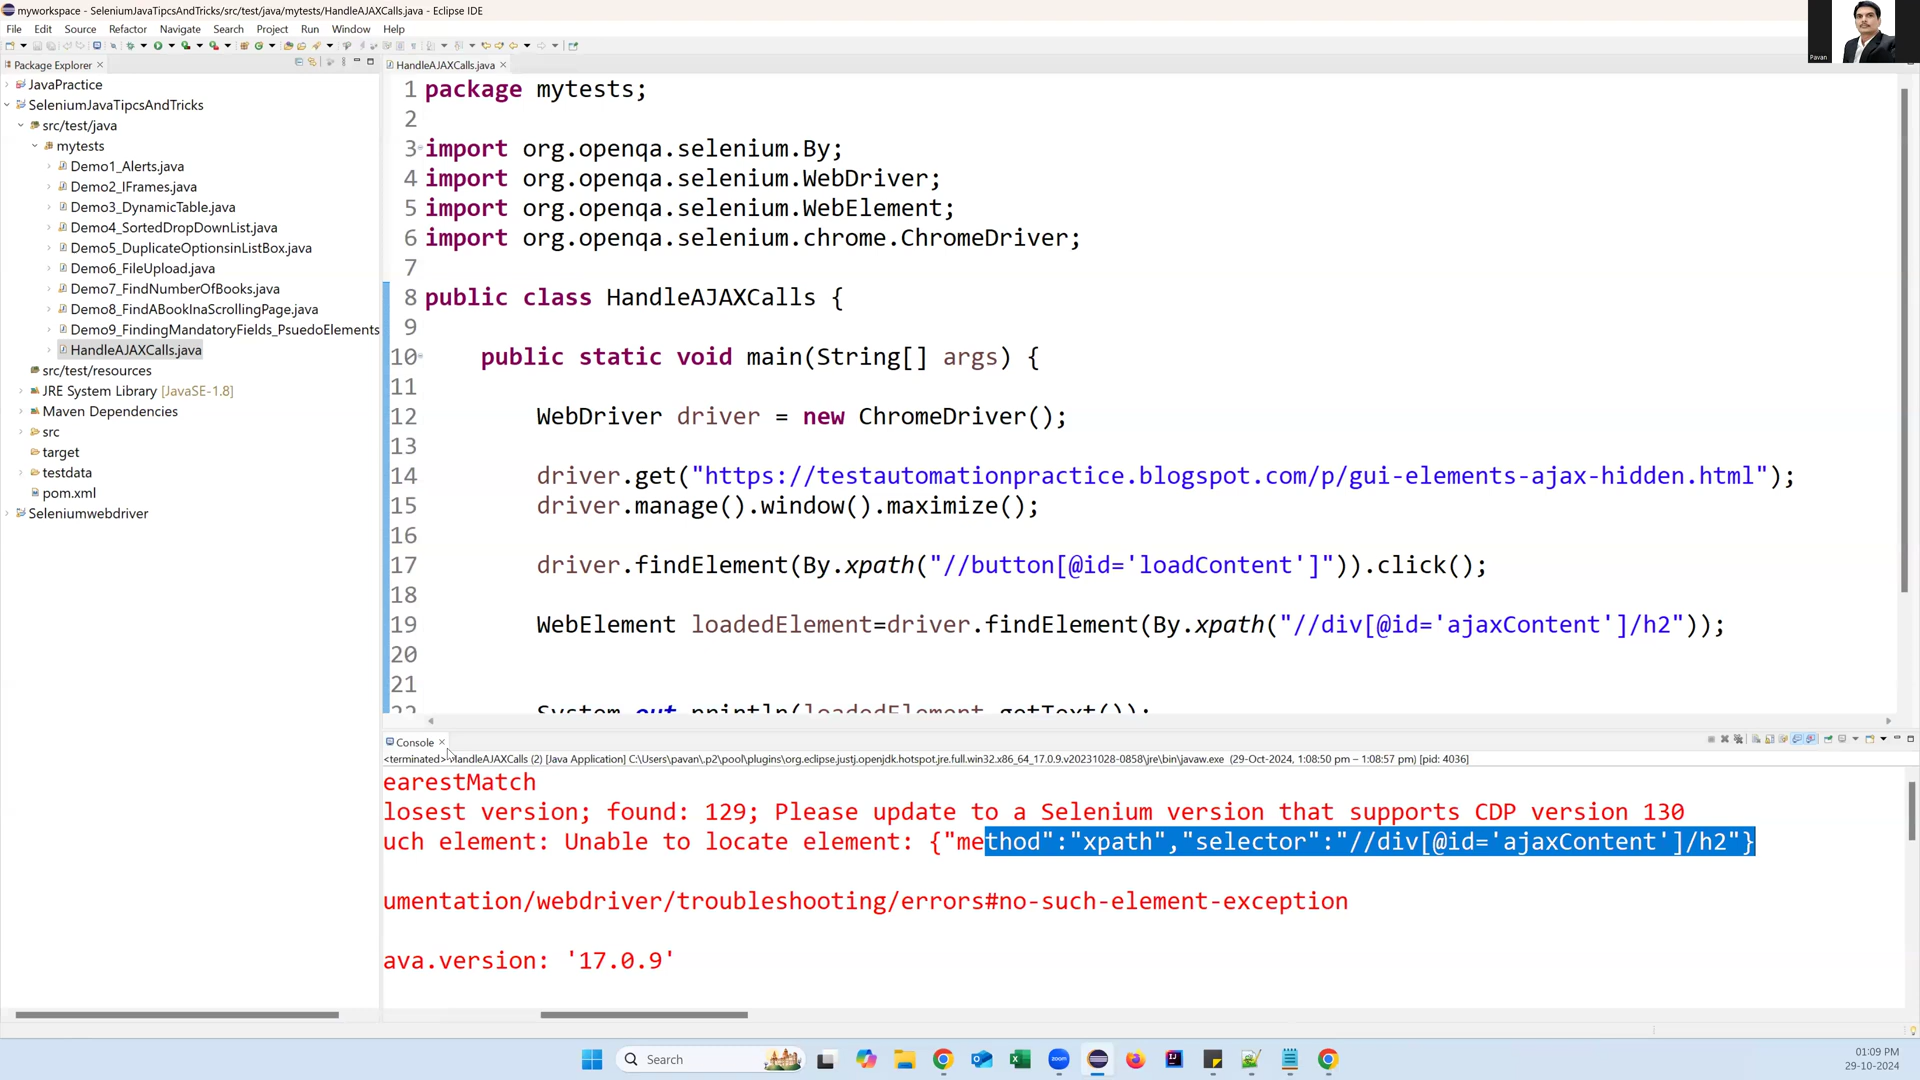 myworkspace - SeleniumJavaTipcsAndTricks/src/test/java/mytests/HandleAJAXCalls.java - Eclipse IDE
File Edit Source Refactor Navigate Search Project Run Window Help
Pavan
Package Explorer
HandleAJAXCalls.java
JavaPractice
SeleniumJavaTipcsAndTricks
src/test/java
mytests
Demo1_Alerts.java
Demo2_IFrames.java
Demo3_DynamicTable.java
Demo4_SortedDropDownList.java
Demo5_DuplicateOptionsinListBox.java
Demo6_FileUpload.java
Demo7_FindNumberOfBooks.java
Demo8_FindABookInaScrollingPage.java
Demo9_FindingMandatoryFields_PsuedoElements
HandleAJAXCalls.java
src/test/resources
JRE System Library [JavaSE-1.8]
Maven Dependencies
src
target
testdata
pom.xml
Seleniumwebdriver
1 package mytests;
2
3 import org.openqa.selenium.By;
4 import org.openqa.selenium.WebDriver;
5 import org.openqa.selenium.WebElement;
6 import org.openqa.selenium.chrome.ChromeDriver;
7
8 public class HandleAJAXCalls {
9
10 public static void main(String[] args) {
11
12 WebDriver driver = new ChromeDriver();
13
14 driver.get("https://testautomationpractice.blogspot.com/p/gui-elements-ajax-hidden.html");
15 driver.manage().window().maximize();
16
17 driver.findElement(By.xpath("//button[@id='loadContent']")).click();
18
19 WebElement loadedElement=driver.findElement(By.xpath("//div[@id='ajaxContent']/h2"));
20
21
22 System.out.println(loadedElement.getText());
Console
<terminated> HandleAJAXCalls (2) [Java Application] C:\Users\pavan\.p2\pool\plugins\org.eclipse.justj.openjdk.hotspot.jre.full.win32.x86_64_17.0.9.v20231028-0858\jre\bin\javaw.exe (29-Oct-2024, 1:08:50 pm – 1:08:57 pm) [pid: 4036]
earestMatch
losest version; found: 129; Please update to a Selenium version that supports CDP version 130
uch element: Unable to locate element: {"method":"xpath","selector":"//div[@id='ajaxContent']/h2"}
umentation/webdriver/troubleshooting/errors#no-such-element-exception
ava.version: '17.0.9'
Search
01:09 PM
29-10-2024